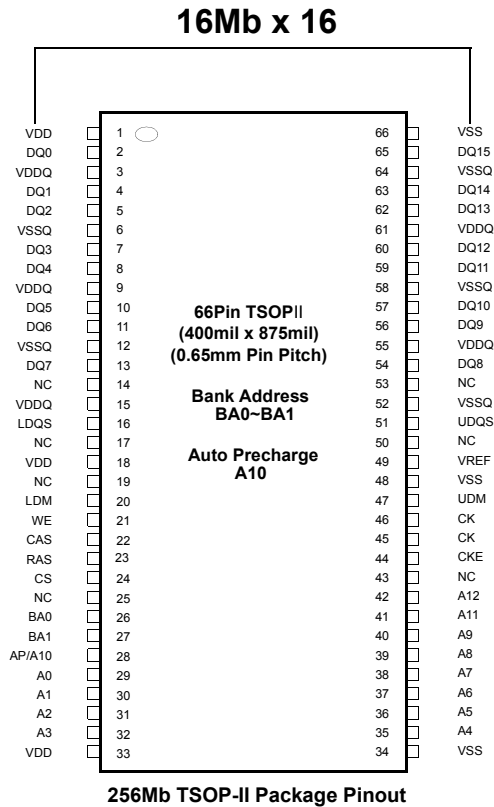 16Mb x 16
VDD 1 66 VSS
DQ0 2 65 DQ15
VDDQ 3 64 VSSQ
DQ1 4 63 DQ14
DQ2 5 62 DQ13
VSSQ 6 61 VDDQ
DQ3 7 60 DQ12
DQ4 8 59 DQ11
VDDQ 9 58 VSSQ
DQ5 10 57 DQ10
DQ6 11 56 DQ9
VSSQ 12 55 VDDQ
DQ7 13 54 DQ8
NC 14 53 NC
VDDQ 15 52 VSSQ
LDQS 16 51 UDQS
NC 17 50 NC
VDD 18 49 VREF
NC 19 48 VSS
LDM 20 47 UDM
WE 21 46 CK
CAS 22 45 CK
RAS 23 44 CKE
CS 24 43 NC
NC 25 42 A12
BA0 26 41 A11
BA1 27 40 A9
AP/A10 28 39 A8
A0 29 38 A7
A1 30 37 A6
A2 31 36 A5
A3 32 35 A4
VDD 33 34 VSS
66Pin TSOPII
(400mil x 875mil)
(0.65mm Pin Pitch)
Bank Address
BA0~BA1
Auto Precharge
A10
256Mb TSOP-II Package Pinout